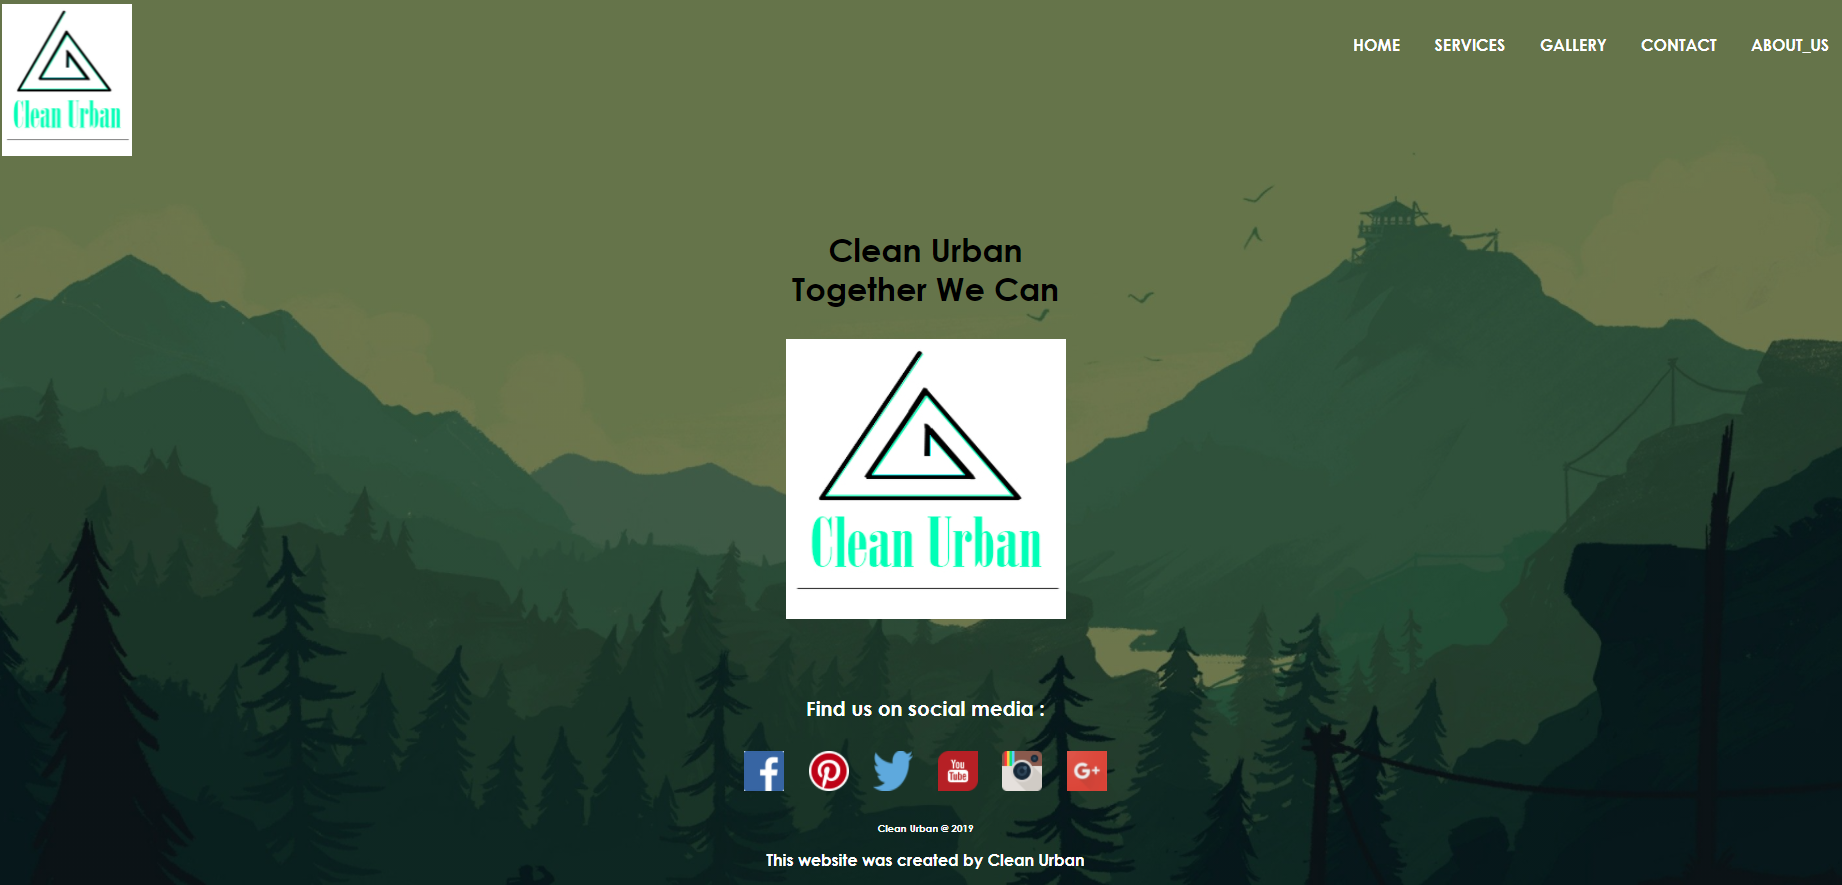 Clean Urban
HOME SERVICES GALLERY CONTACT ABOUT_US
Clean Urban
Together We Can
Clean Urban
Find us on social media :
f
You
Tube
G+
Clean Urban @ 2019
This website was created by Clean Urban